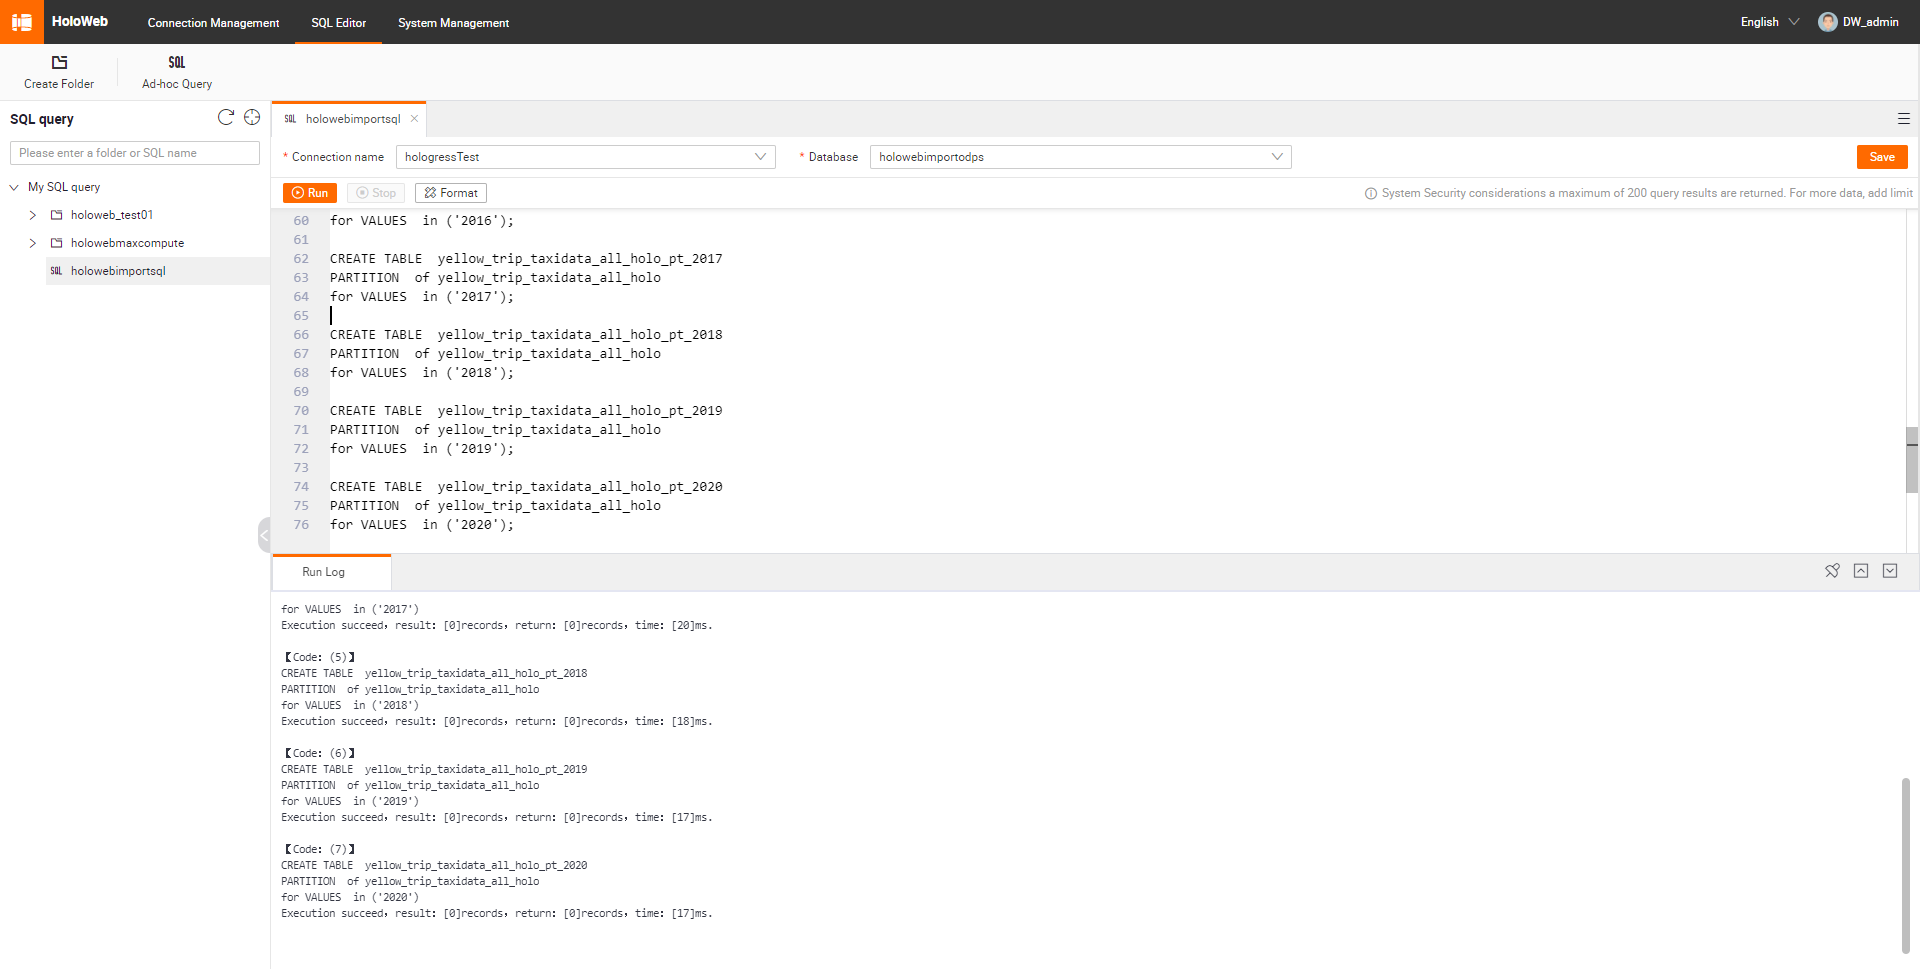 HoloWeb
Connection Management
SQL Editor
System Management
English
DW_admin
Create Folder
SQL
Ad-hoc Query
SQL query
Please enter a folder or SQL name
My SQL query
holoweb_test01
holowebmaxcompute
SQL holowebimportsql
SQL holowebimportsql
* Connection name hologressTest
* Database holowebimportodps
Save
Run
Stop
Format
System Security considerations a maximum of 200 query results are returned. For more data, add limit
60 for VALUES  in ('2016');
61
62 CREATE TABLE  yellow_trip_taxidata_all_holo_pt_2017
63 PARTITION  of yellow_trip_taxidata_all_holo
64 for VALUES  in ('2017');
65
66 CREATE TABLE  yellow_trip_taxidata_all_holo_pt_2018
67 PARTITION  of yellow_trip_taxidata_all_holo
68 for VALUES  in ('2018');
69
70 CREATE TABLE  yellow_trip_taxidata_all_holo_pt_2019
71 PARTITION  of yellow_trip_taxidata_all_holo
72 for VALUES  in ('2019');
73
74 CREATE TABLE  yellow_trip_taxidata_all_holo_pt_2020
75 PARTITION  of yellow_trip_taxidata_all_holo
76 for VALUES  in ('2020');
Run Log
for VALUES  in ('2017')
Execution succeed，result: [0]records，return: [0]records，time: [20]ms.
【Code: (5)】
CREATE TABLE  yellow_trip_taxidata_all_holo_pt_2018
PARTITION  of yellow_trip_taxidata_all_holo
for VALUES  in ('2018')
Execution succeed，result: [0]records，return: [0]records，time: [18]ms.
【Code: (6)】
CREATE TABLE  yellow_trip_taxidata_all_holo_pt_2019
PARTITION  of yellow_trip_taxidata_all_holo
for VALUES  in ('2019')
Execution succeed，result: [0]records，return: [0]records，time: [17]ms.
【Code: (7)】
CREATE TABLE  yellow_trip_taxidata_all_holo_pt_2020
PARTITION  of yellow_trip_taxidata_all_holo
for VALUES  in ('2020')
Execution succeed，result: [0]records，return: [0]records，time: [17]ms.